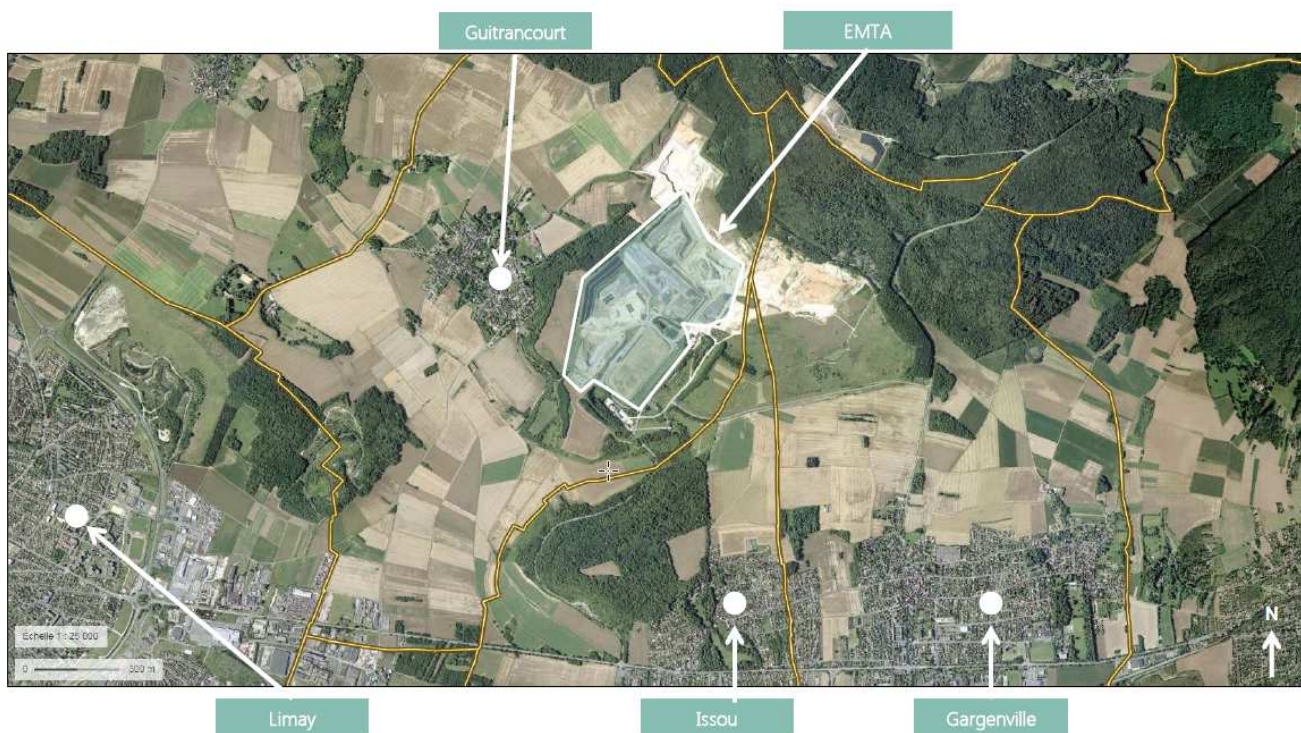 Guitrancourt
EMTA
N
Echelle 1 : 25 000
0
500 m
Limay
Issou
Gargenville